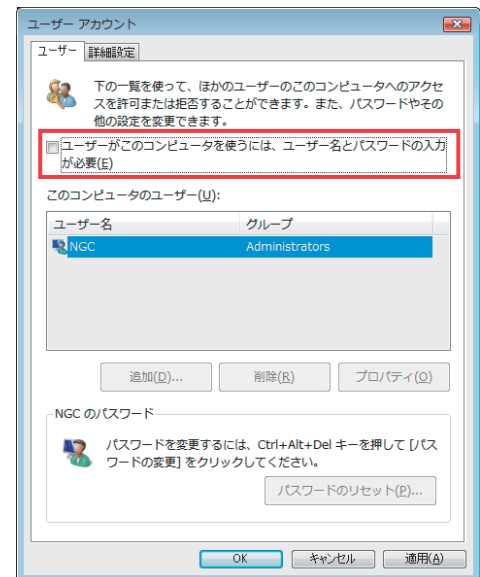 ユーザー アカウント
ユーザー 詳細設定
下の一覧を使って、ほかのユーザーのこのコンピュータへのアクセ
スを許可または拒否することができます。また、パスワードやその
他の設定を変更できます。
ユーザーがこのコンピュータを使うには、ユーザー名とパスワードの入力
が必要(E)
このコンピュータのユーザー(U):
ユーザー名 グループ
NGC Administrators
追加(D)... 削除(R) プロパティ(O)
NGC のパスワード
パスワードを変更するには、Ctrl+Alt+Del キーを押して [パス
ワードの変更] をクリックしてください。
パスワードのリセット(P)...
OK キャンセル 適用(A)